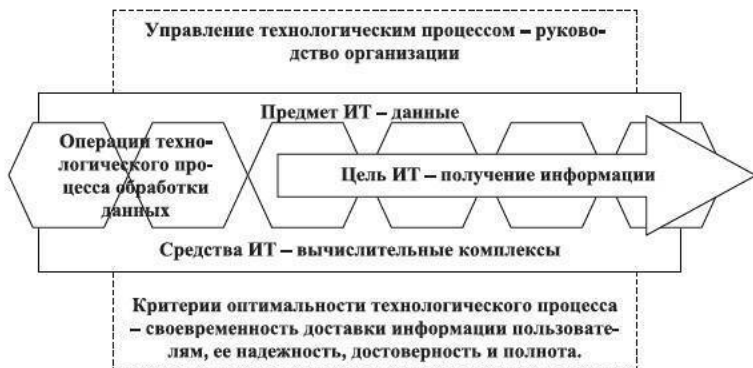 Управление технологическим процессом – руково-
дство организации
Предмет ИТ – данные
Операции техно-
логического про-
цесса обработки
данных
Цель ИТ – получение информации
Средства ИТ – вычислительные комплексы
Критерии оптимальности технологического процесса
– своевременность доставки информации пользовате-
лям, ее надежность, достоверность и полнота.